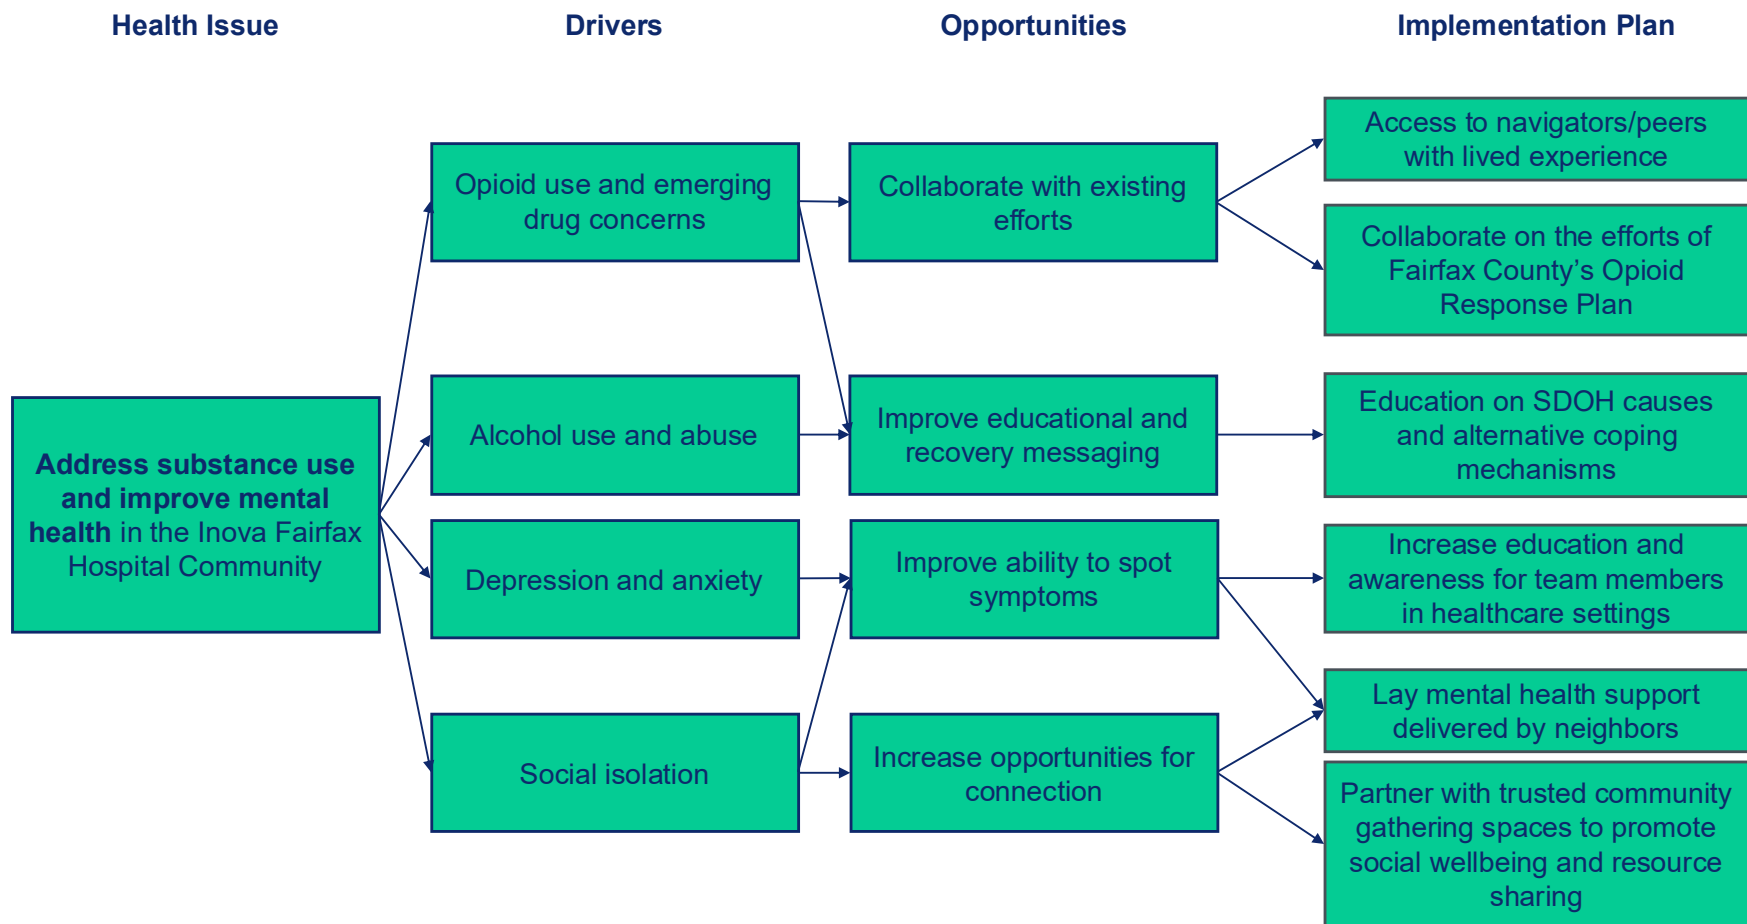 Health Issue
Drivers
Opportunities
Implementation Plan
Address substance use
and improve mental
health in the Inova Fairfax
Hospital Community
Opioid use and emerging
drug concerns
Alcohol use and abuse
Depression and anxiety
Social isolation
Collaborate with existing
efforts
Improve educational and
recovery messaging
Improve ability to spot
symptoms
Increase opportunities for
connection
Access to navigators/peers
with lived experience
Collaborate on the efforts of
Fairfax County’s Opioid
Response Plan
Education on SDOH causes
and alternative coping
mechanisms
Increase education and
awareness for team members
in healthcare settings
Lay mental health support
delivered by neighbors
Partner with trusted community
gathering spaces to promote
social wellbeing and resource
sharing